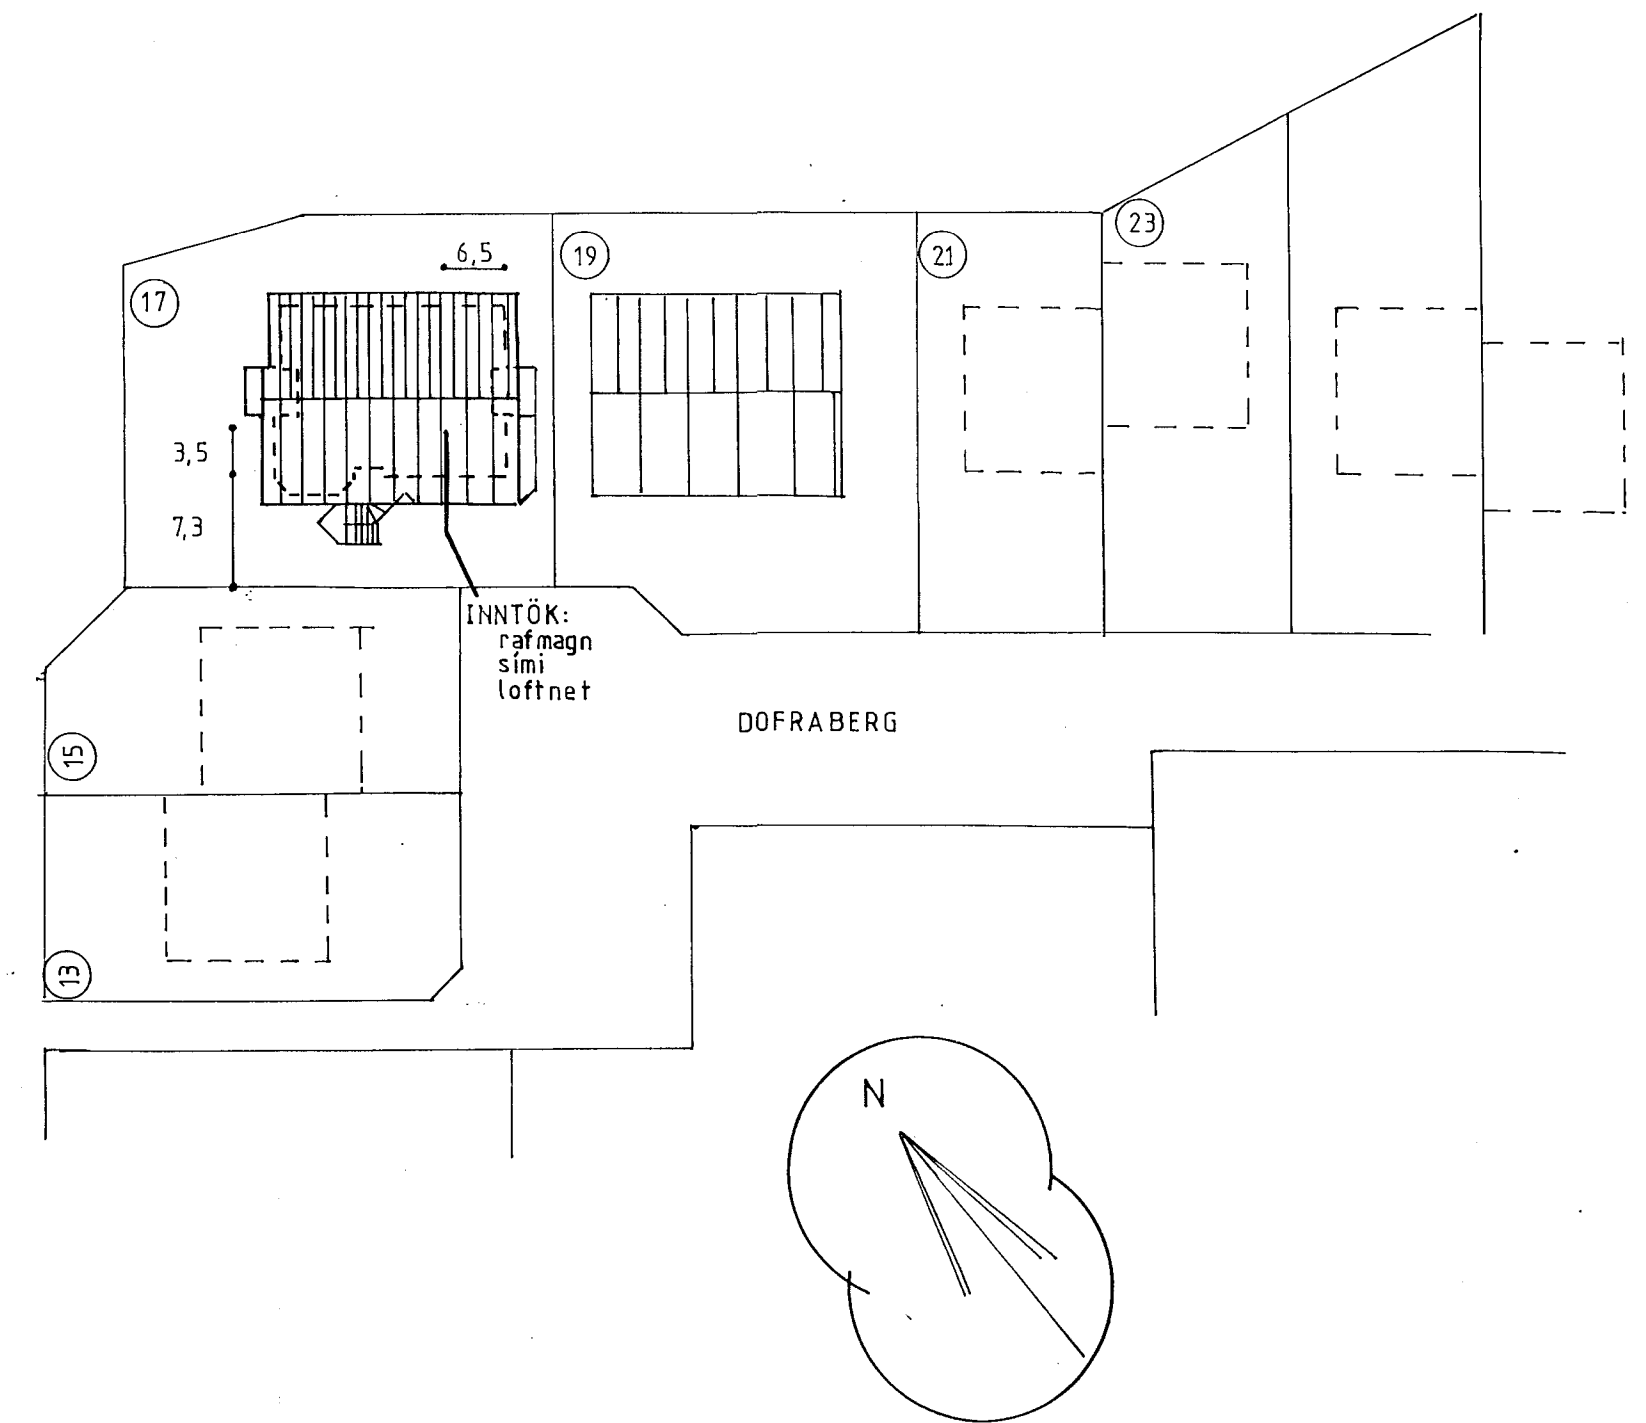 23
6,5
19
21
17
3,5
7,3
INNTÖK:
rafmagn
sími
loftnet
DOFRABERG
15
13
N